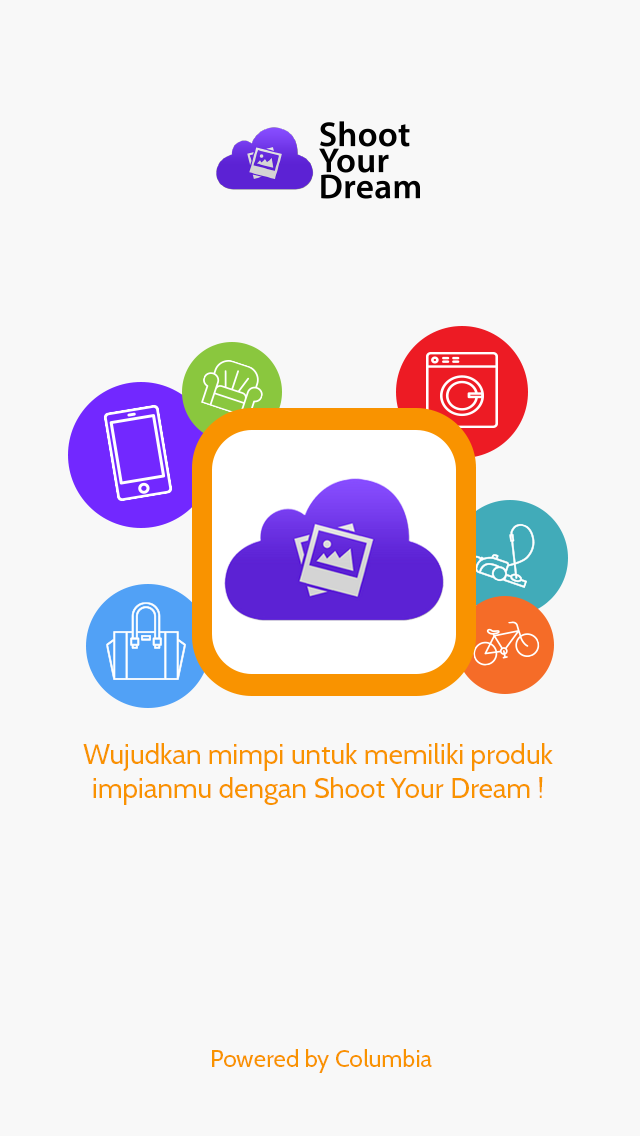 Shoot
Your
Dream
Wujudkan mimpi untuk memiliki produk
impianmu dengan Shoot Your Dream !
Powered by Columbia